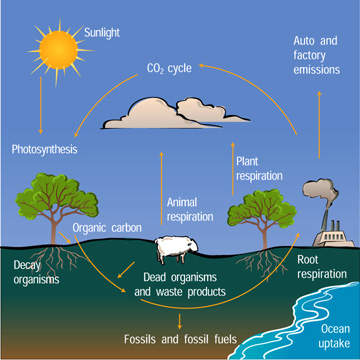 Sunlight
Auto and
factory
emissions
CO₂ cycle
Photosynthesis
Plant
respiration
Animal
respiration
Organic carbon
Decay
organisms
Dead organisms
and waste products
Root
respiration
Fossils and fossil fuels
Ocean
uptake